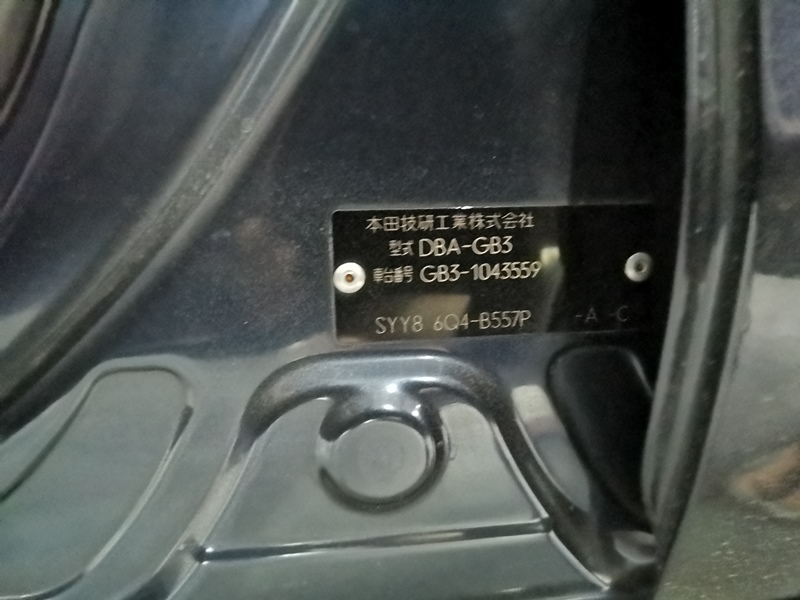 本田技研工業株式会社
型式 DBA-GB3
車台番号 GB3-1043559
SYY8 6Q4-B557P -A -C